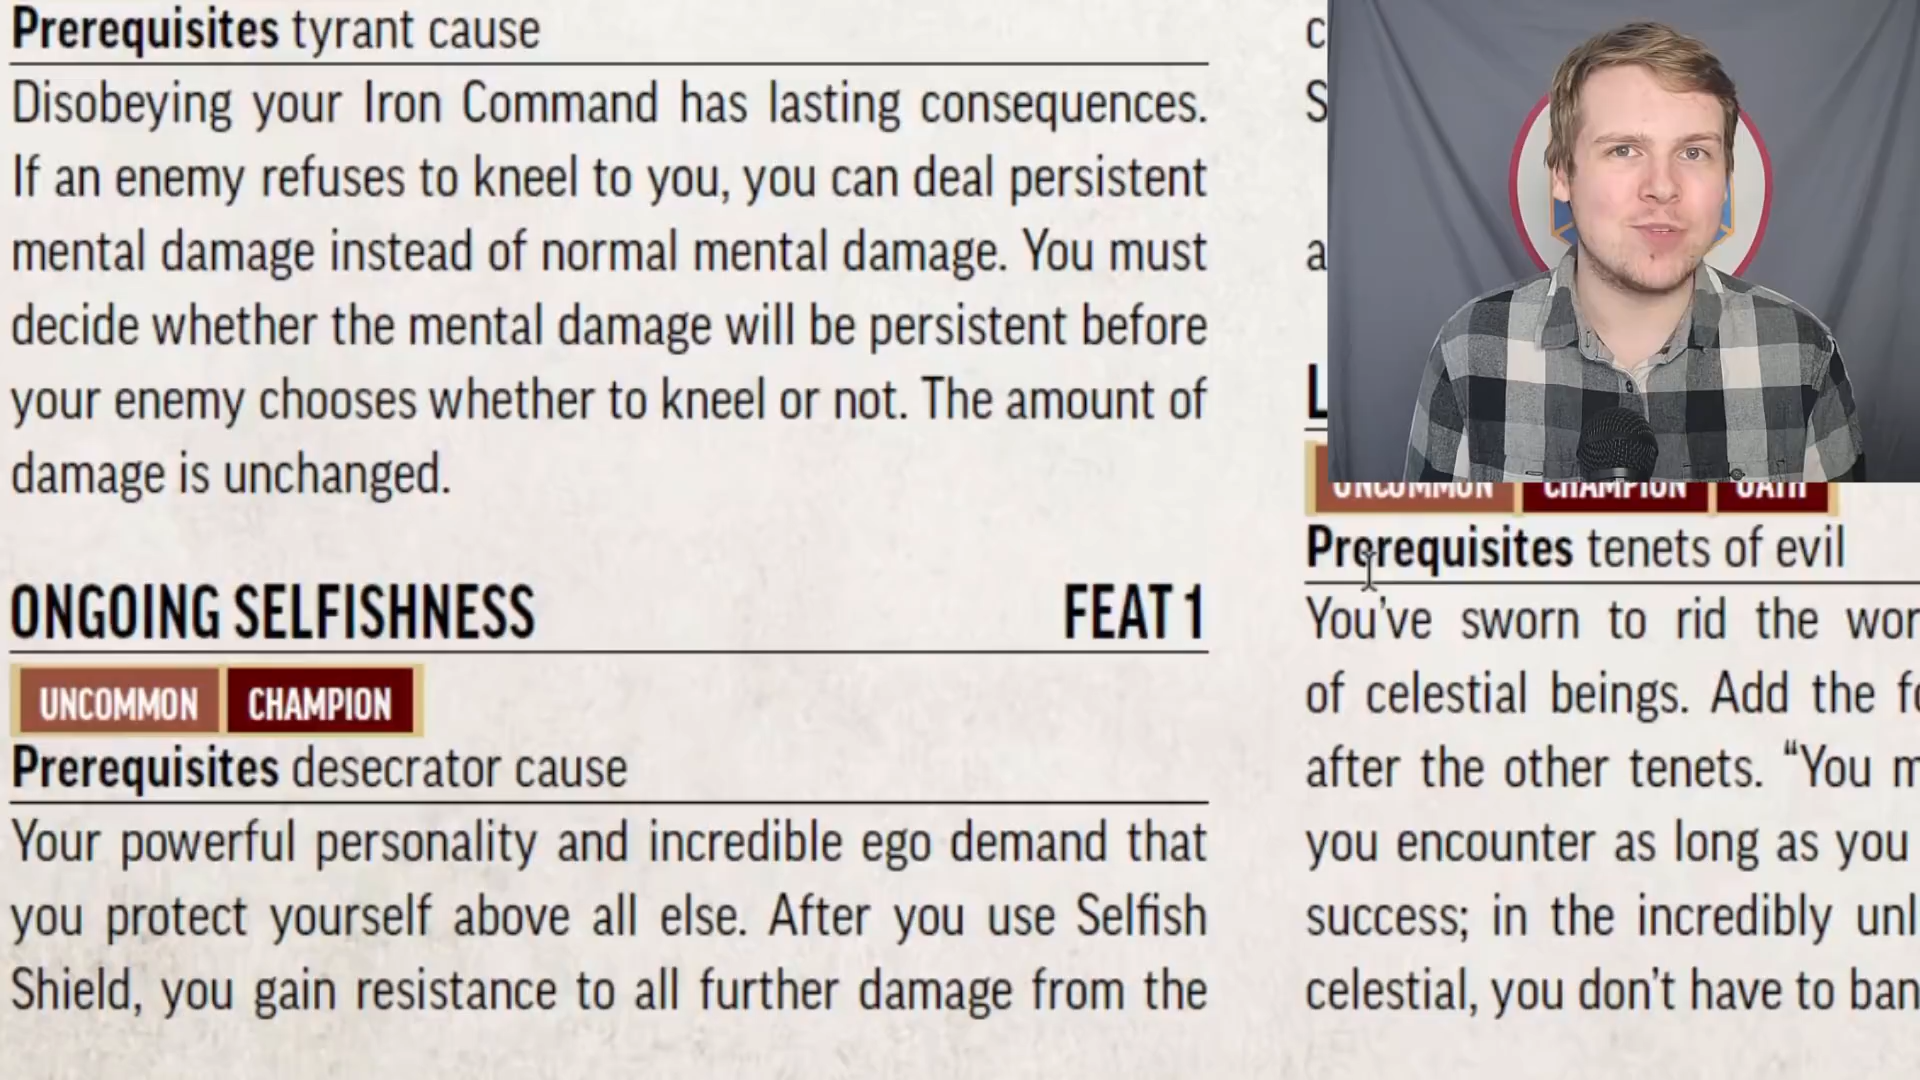 Prerequisites tyrant cause
Disobeying your Iron Command has lasting consequences.
If an enemy refuses to kneel to you, you can deal persistent
mental damage instead of normal mental damage. You must
decide whether the mental damage will be persistent before
your enemy chooses whether to kneel or not. The amount of
damage is unchanged.
ONGOING SELFISHNESS FEAT 1
UNCOMMON CHAMPION
Prerequisites desecrator cause
Your powerful personality and incredible ego demand that
you protect yourself above all else. After you use Selfish
Shield, you gain resistance to all further damage from the
UNCOMMON CHAMPION OATH
Prerequisites tenets of evil
You’ve sworn to rid the
of celestial beings. Add the
after the other tenets. “You
you encounter as long as you
success; in the incredibly
celestial, you don’t have to